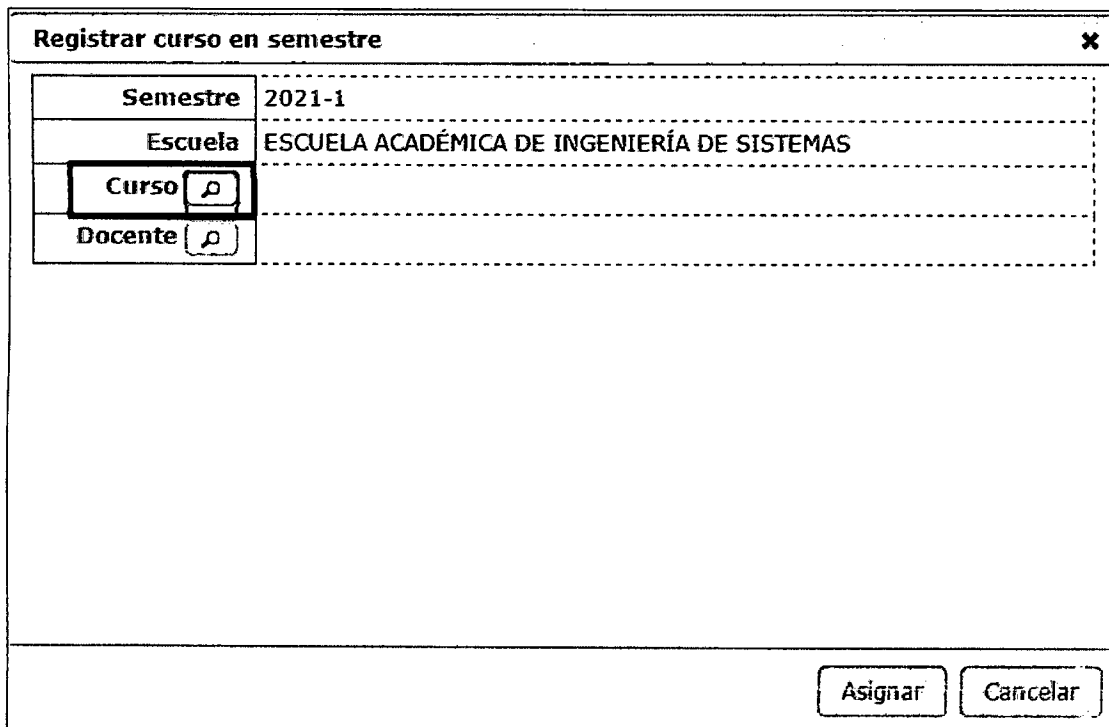 Registrar curso en semestre
Semestre 2021-1
Escuela ESCUELA ACADÉMICA DE INGENIERÍA DE SISTEMAS
Curso
Docente
Asignar Cancelar